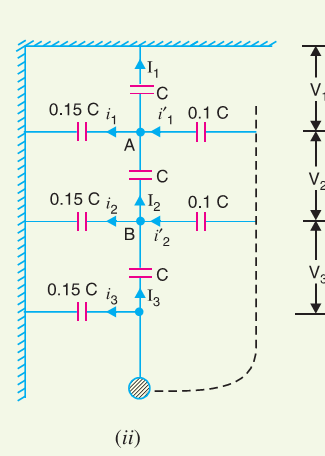 I₁
C
V₁
0.15 C i₁ i′₁ 0.1 C
A
C
V₂
0.15 C i₂ I₂ 0.1 C
B i′₂
C
V₃
0.15 C i₃ I₃
(ii)